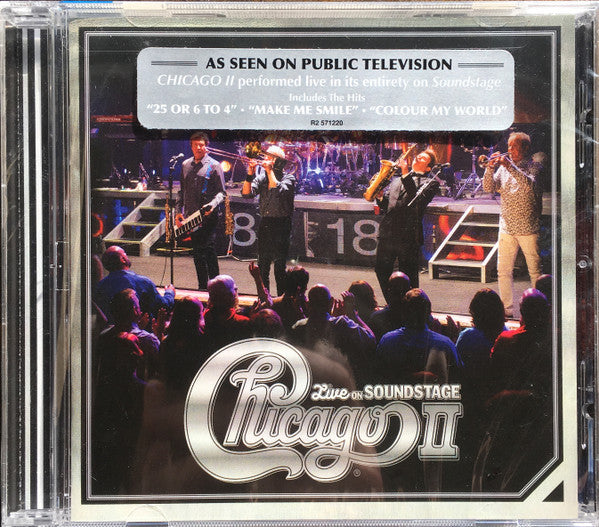 AS SEEN ON PUBLIC TELEVISION
CHICAGO II performed live in its entirety on Soundstage
Includes The Hits
"25 OR 6 TO 4" • "MAKE ME SMILE" • "COLOUR MY WORLD"
R2 571220
8
18
Live ON SOUNDSTAGE
Chicago II
®